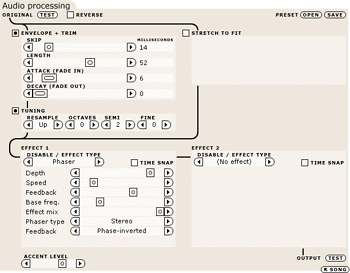 Audio processing
ORIGINAL TEST REVERSE PRESET OPEN SAVE
ENVELOPE + TRIM STRETCH TO FIT
SKIP MILLISECONDS
14
LENGTH
52
ATTACK (FADE IN)
6
DECAY (FADE OUT)
0
TUNING
RESAMPLE OCTAVES SEMI FINE
Up 0 2 0
EFFECT 1 EFFECT 2
DISABLE / EFFECT TYPE DISABLE / EFFECT TYPE
Phaser TIME SNAP (No effect) TIME SNAP
Depth
Speed
Feedback
Base freq.
Effect mix
Phaser type Stereo
Feedback Phase-inverted
ACCENT LEVEL OUTPUT TEST
K SONG